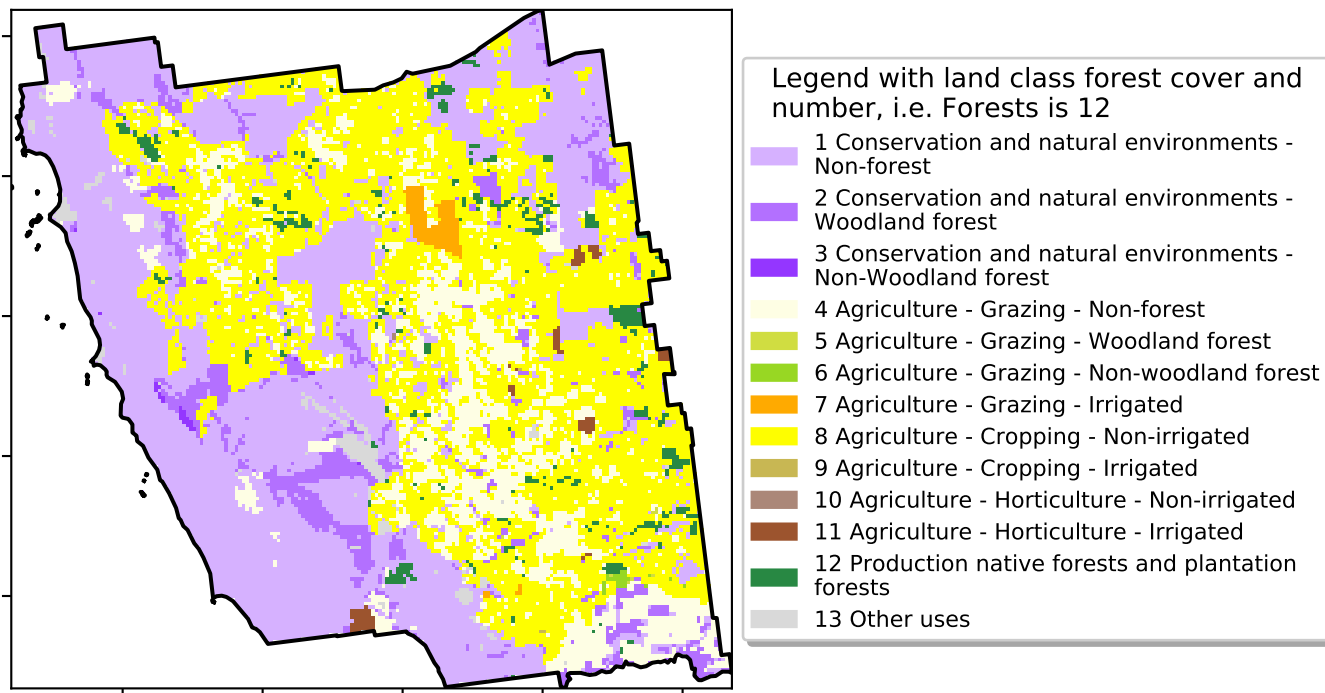 Legend with land class forest cover and
number, i.e. Forests is 12
1 Conservation and natural environments -
Non-forest
2 Conservation and natural environments -
Woodland forest
3 Conservation and natural environments -
Non-Woodland forest
4 Agriculture - Grazing - Non-forest
5 Agriculture - Grazing - Woodland forest
6 Agriculture - Grazing - Non-woodland forest
7 Agriculture - Grazing - Irrigated
8 Agriculture - Cropping - Non-irrigated
9 Agriculture - Cropping - Irrigated
10 Agriculture - Horticulture - Non-irrigated
11 Agriculture - Horticulture - Irrigated
12 Production native forests and plantation
forests
13 Other uses